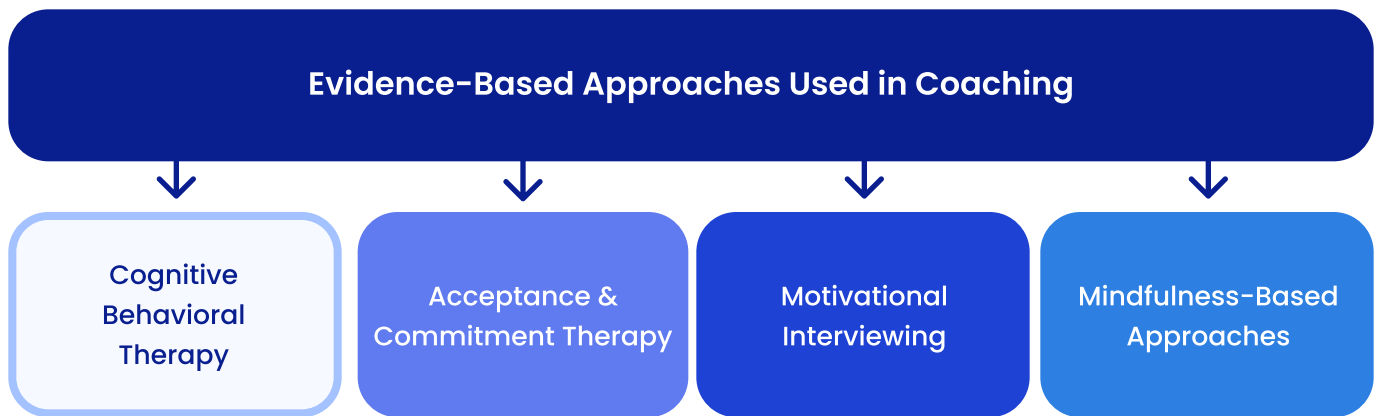 Evidence-Based Approaches Used in Coaching
Cognitive
Behavioral
Therapy
Acceptance &
Commitment Therapy
Motivational
Interviewing
Mindfulness-Based
Approaches